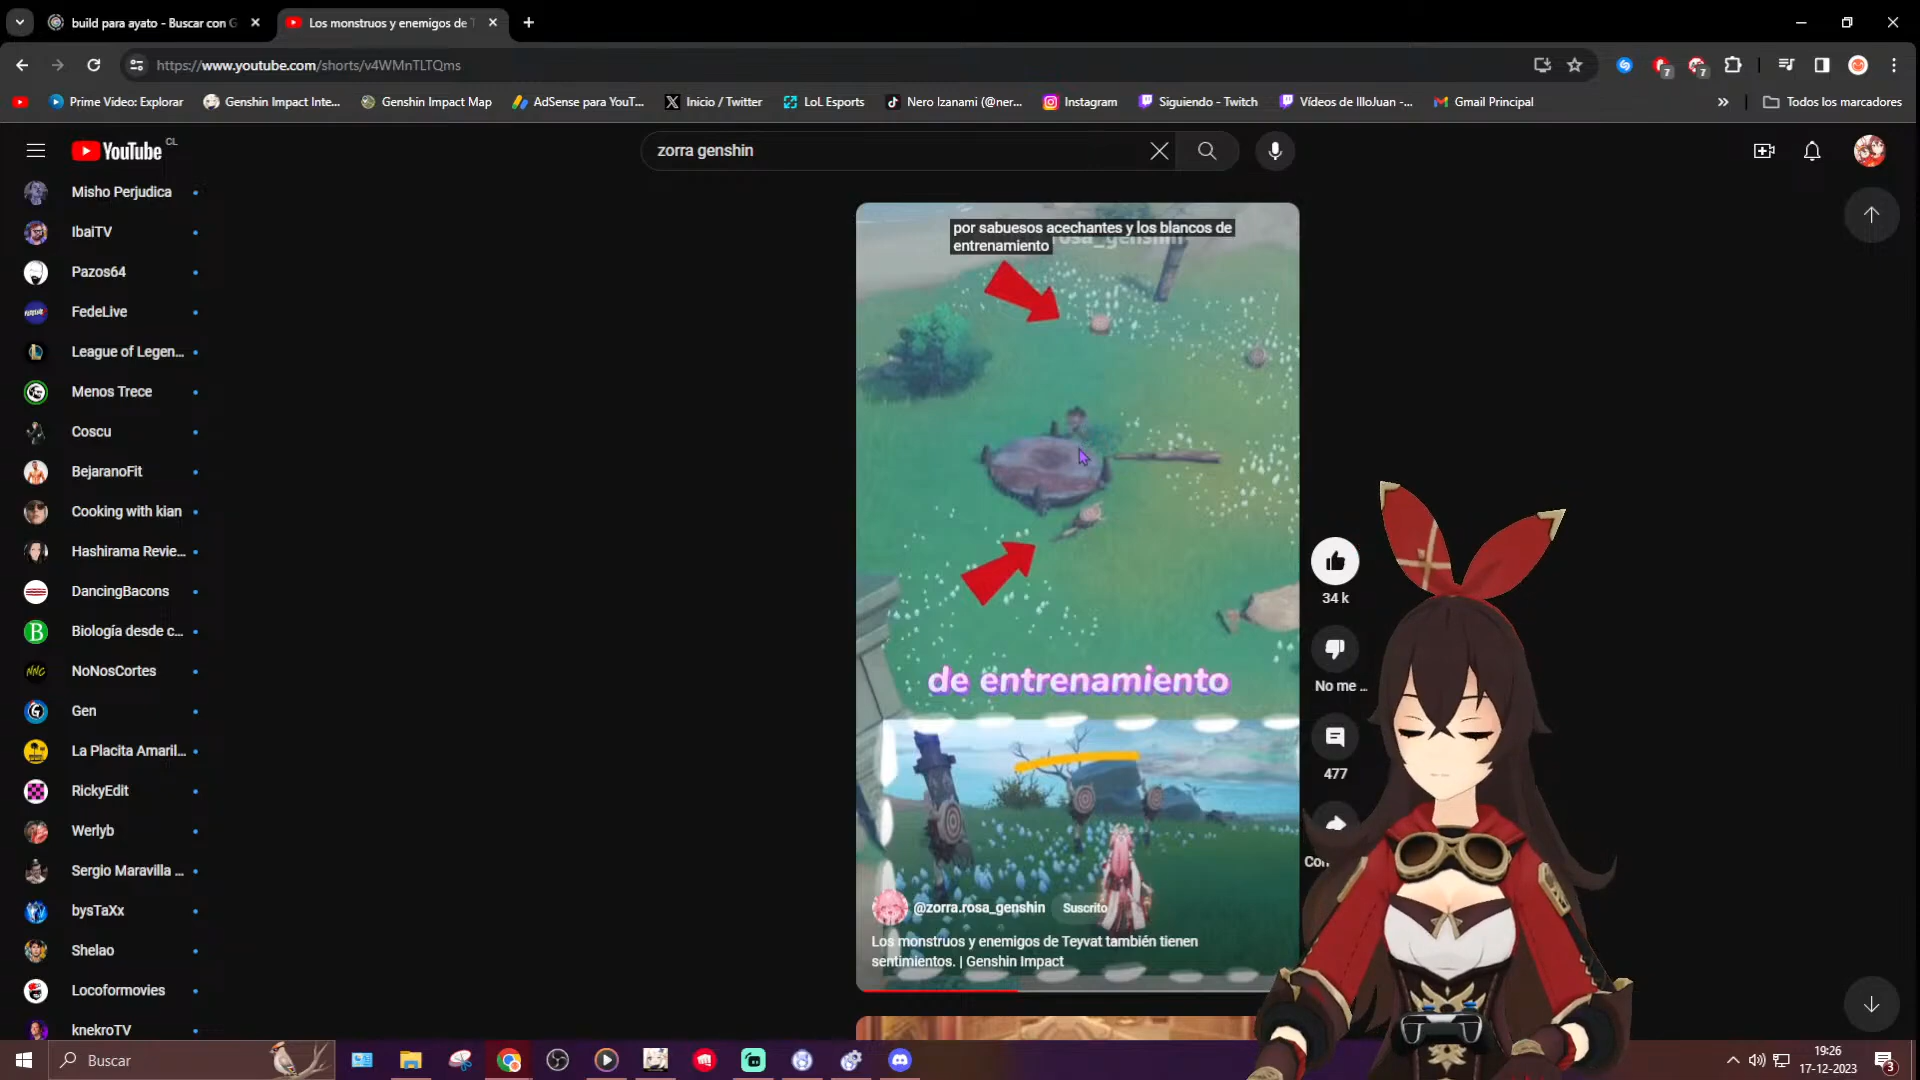 build para ayato - Buscar con G
Los monstruos y enemigos de T
https://www.youtube.com/shorts/v4WMnTLTQms
7
7
Prime Video: Explorar
Genshin Impact Inte...
Genshin Impact Map
AdSense para YouT...
Inicio / Twitter
LoL Esports
Nero Izanami (@ner...
Instagram
Siguiendo - Twitch
Vídeos de IlloJuan -...
Gmail Principal
Todos los marcadores
YouTube CL
zorra genshin
Misho Perjudica
IbaiTV
Pazos64
FedeLive
League of Legen...
Menos Trece
Coscu
BejaranoFit
Cooking with kian
Hashirama Revie...
DancingBacons
Biología desde c...
NoNosCortes
Gen
La Placita Amaril...
RickyEdit
Werlyb
Sergio Maravilla ...
bysTaXx
Shelao
Locoformovies
knekroTV
por sabuesos acechantes y los blancos de
entrenamiento
rosa_genshin
de entrenamiento
@zorra.rosa_genshin
Suscrito
Los monstruos y enemigos de Teyvat también tienen
sentimientos. | Genshin Impact
34 k
No me ...
477
Buscar
19:26
17-12-2023
3